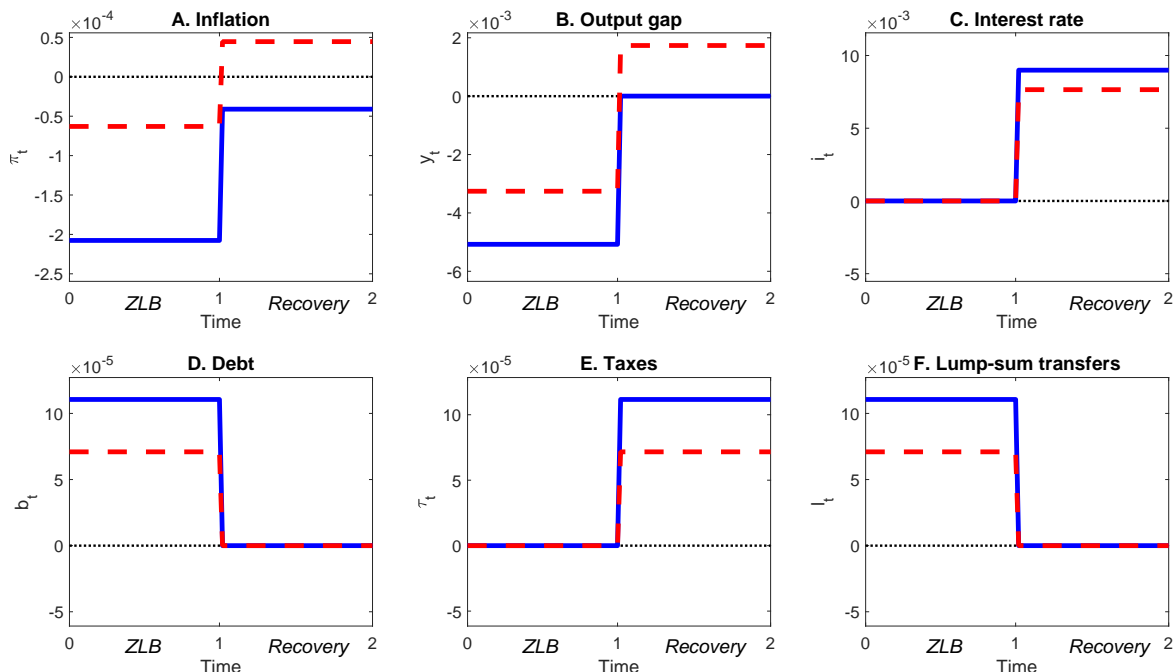 A. Inflation
×10⁻⁴
0.5
0
-0.5
-1
-1.5
-2
-2.5
π_t
0
1
2
ZLB
Recovery
Time
B. Output gap
×10⁻³
2
0
-2
-4
-6
y_t
0
1
2
ZLB
Recovery
Time
C. Interest rate
×10⁻³
10
5
0
-5
i_t
0
1
2
ZLB
Recovery
Time
D. Debt
×10⁻⁵
10
5
0
-5
b_t
0
1
2
ZLB
Recovery
Time
E. Taxes
×10⁻⁵
10
5
0
-5
τ_t
0
1
2
ZLB
Recovery
Time
F. Lump-sum transfers
×10⁻⁵
10
5
0
-5
l_t
0
1
2
ZLB
Recovery
Time